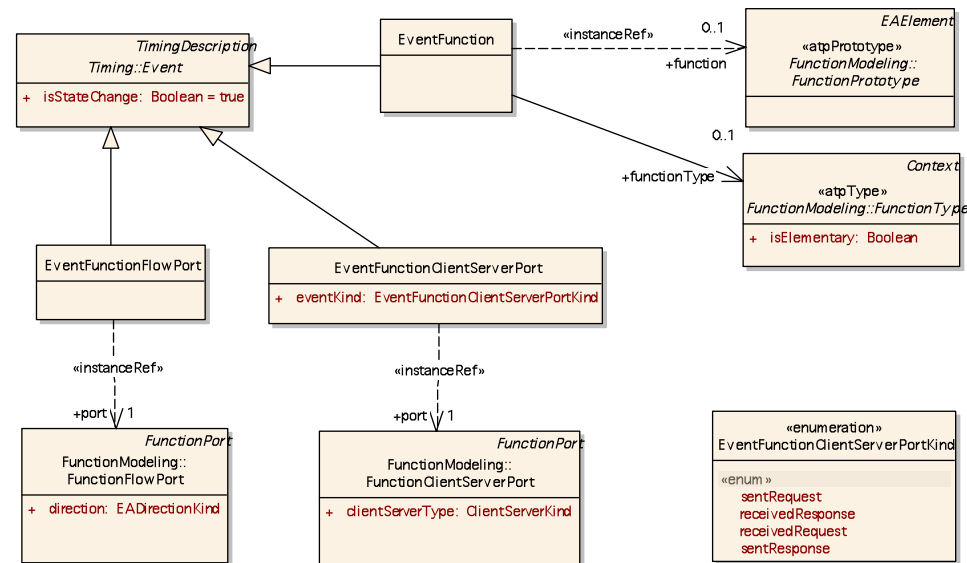 TimingDescription
Timing::Event
+ isStateChange: Boolean = true
EventFunction
«instanceRef»
0..1
+function
EAElement
«atpPrototype»
FunctionModeling::
FunctionPrototype
0..1
+functionType
Context
«atpType»
FunctionModeling::FunctionType
+ isElementary: Boolean
EventFunctionFlowPort
EventFunctionClientServerPort
+ eventKind: EventFunctionClientServerPortKind
«instanceRef»
+port
1
«instanceRef»
+port
1
FunctionPort
FunctionModeling::
FunctionFlowPort
+ direction: EADirectionKind
FunctionPort
FunctionModeling::
FunctionClientServerPort
+ clientServerType: ClientServerKind
«enumeration»
EventFunctionClientServerPortKind
«enum»
sentRequest
receivedResponse
receivedRequest
sentResponse